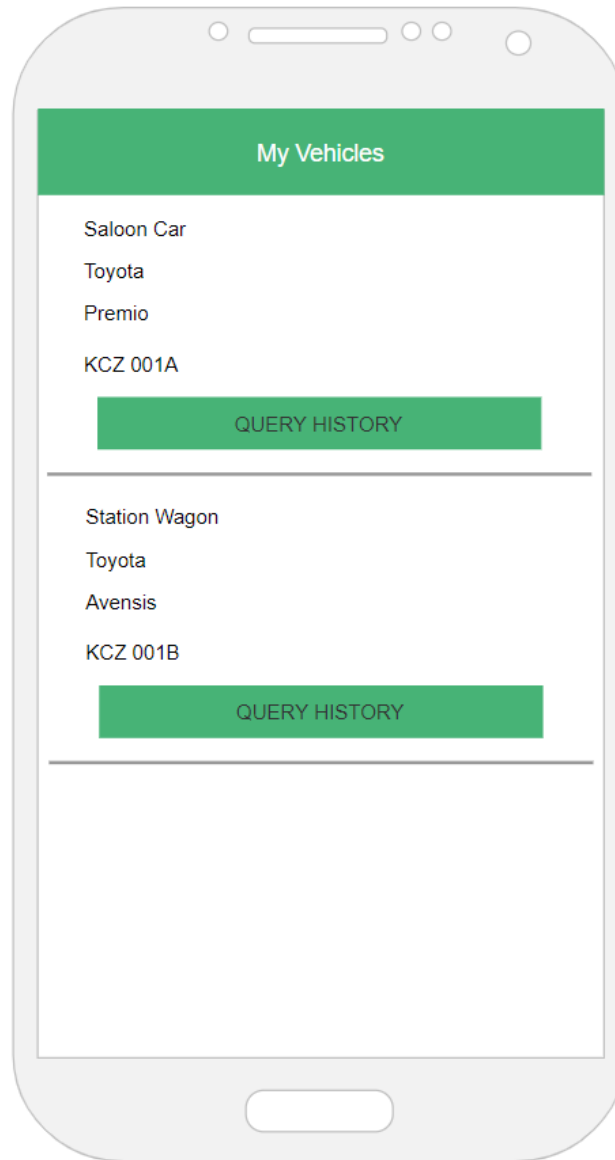 My Vehicles
Saloon Car
Toyota
Premio
KCZ 001A
QUERY HISTORY
Station Wagon
Toyota
Avensis
KCZ 001B
QUERY HISTORY